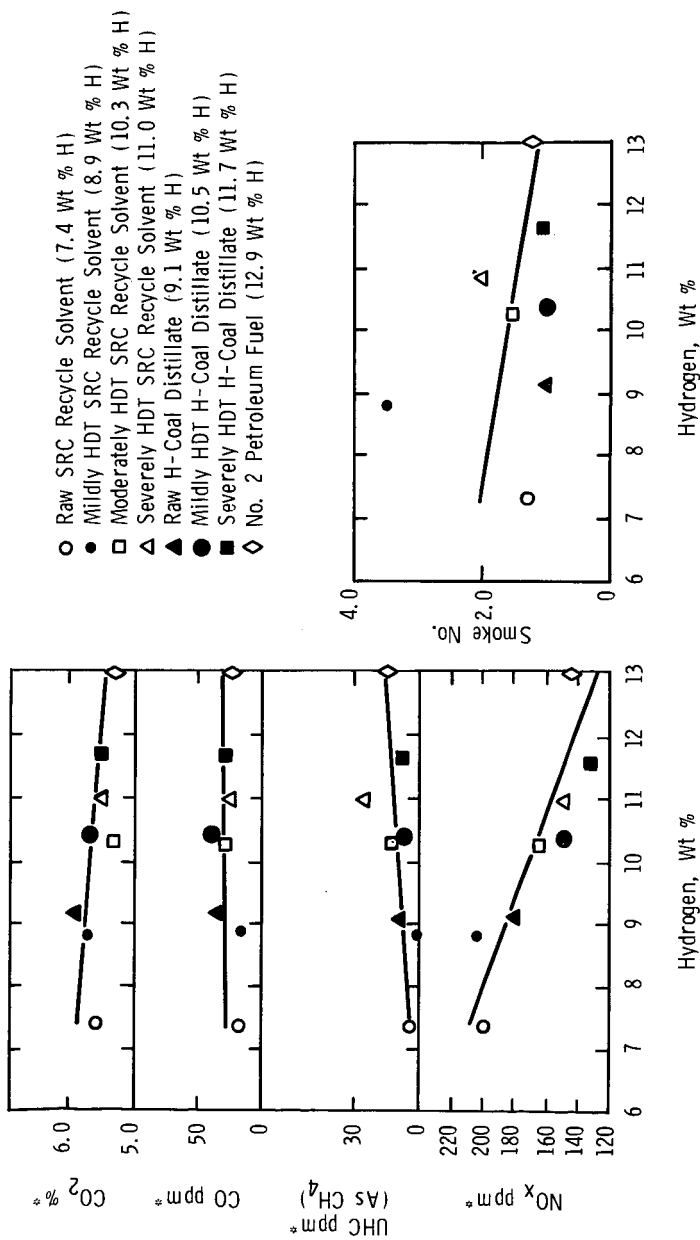 Raw SRC Recycle Solvent (7.4 Wt % H)
Mildly HDT SRC Recycle Solvent (8.9 Wt % H)
Moderately HDT SRC Recycle Solvent (10.3 Wt % H)
Severely HDT SRC Recycle Solvent (11.0 Wt % H)
Raw H-Coal Distillate (9.1 Wt % H)
Mildly HDT H-Coal Distillate (10.5 Wt % H)
Severely HDT H-Coal Distillate (11.7 Wt % H)
No. 2 Petroleum Fuel (12.9 Wt % H)
CO₂ %*
6.0
5.0
CO ppm*
20
0
UHC ppm*
(As CH₄)
30
0
NOₓ ppm*
220
200
180
160
140
120
6 7 8 9 10 11 12 13
Hydrogen, Wt %
Smoke No.
4.0
2.0
0
6 7 8 9 10 11 12 13
Hydrogen, Wt %